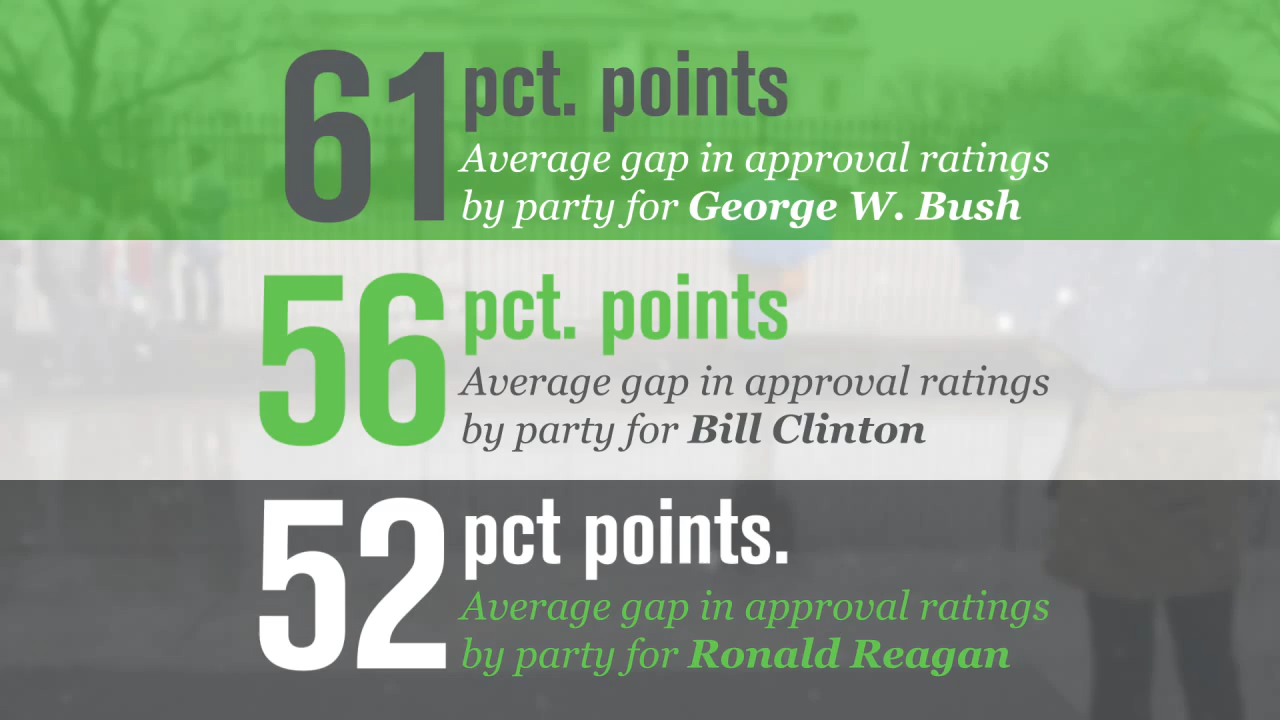 61 pct. points
Average gap in approval ratings
by party for George W. Bush
56 pct. points
Average gap in approval ratings
by party for Bill Clinton
52 pct points.
Average gap in approval ratings
by party for Ronald Reagan